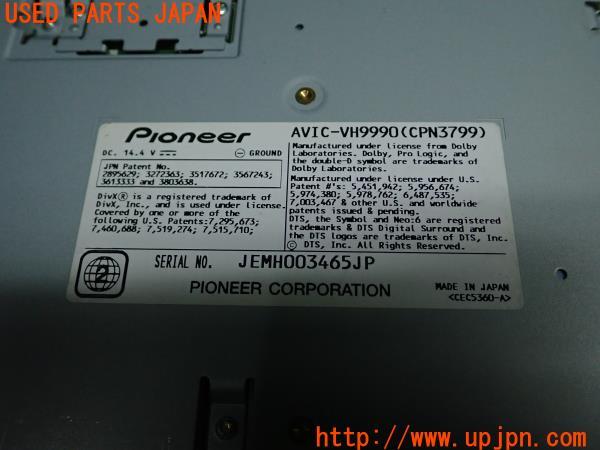 USED PARTS JAPAN
Pioneer
AVIC-VH9990(CPN3799)
DC. 14.4 V
GROUND
JPN Patent No.
2895629; 3272363; 3517672; 3567243;
3613333 and 3803638.
DivX® is a registered trademark of
DivX, Inc., and is used under license.
Covered by one or more of the
following U.S. Patents:7,295,673;
7,460,688; 7,519,274; 7,515,710;
Manufactured under license from Dolby
Laboratories. Dolby, Pro Logic, and
the double-D symbol are trademarks of
Dolby Laboratories.
Manufactured under license under U.S.
Patent #'s: 5,451,942; 5,956,674;
5,974,380; 5,978,762; 6,487,535;
7,003,467 & other U.S. and worldwide
patents issued & pending.
DTS, the Symbol and Neo:6 are registered
trademarks & DTS Digital Surround and
the DTS logos are trademarks of DTS, Inc.
© DTS, Inc. All Rights Reserved.
2
SERIAL NO. JEMH003465JP
PIONEER CORPORATION
MADE IN JAPAN
<CEC5360-A>
http://www.upjpn.com/